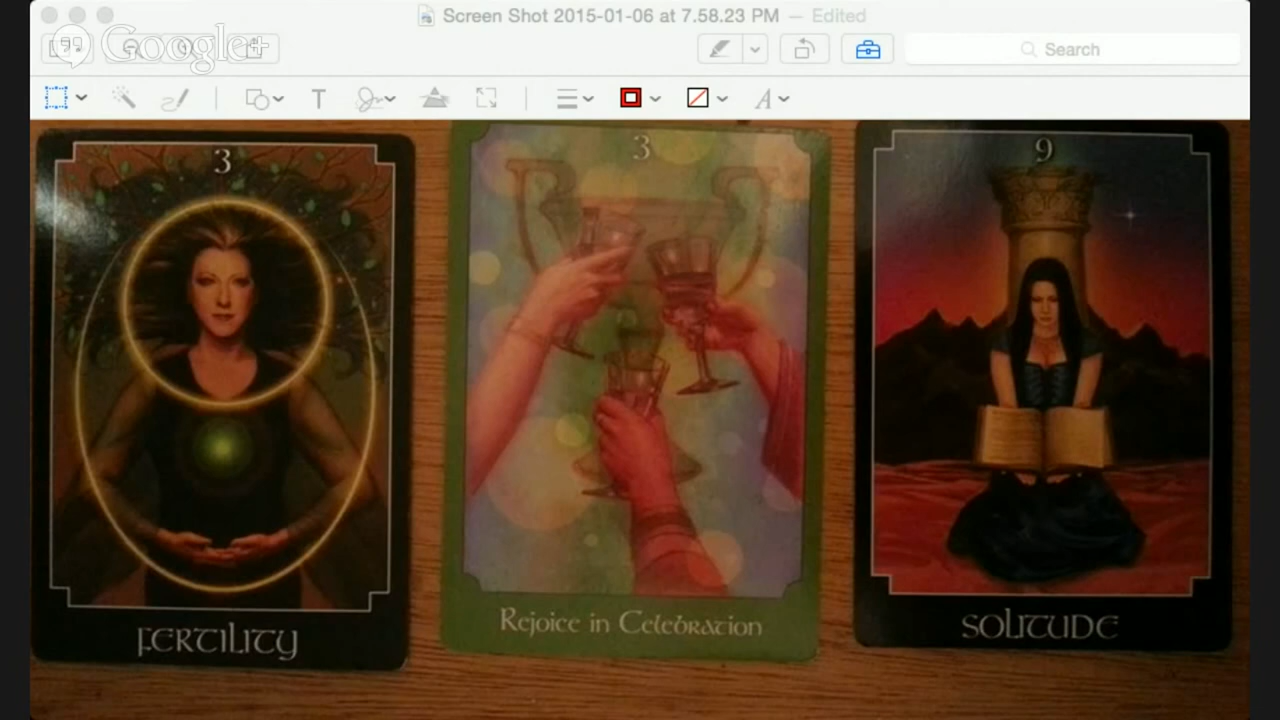 Screen Shot 2015-01-06 at 7.58.23 PM — Edited
Google+
Search
T
A
3
3
9
FERTILITY
Rejoice in Celebration
SOLITUDE